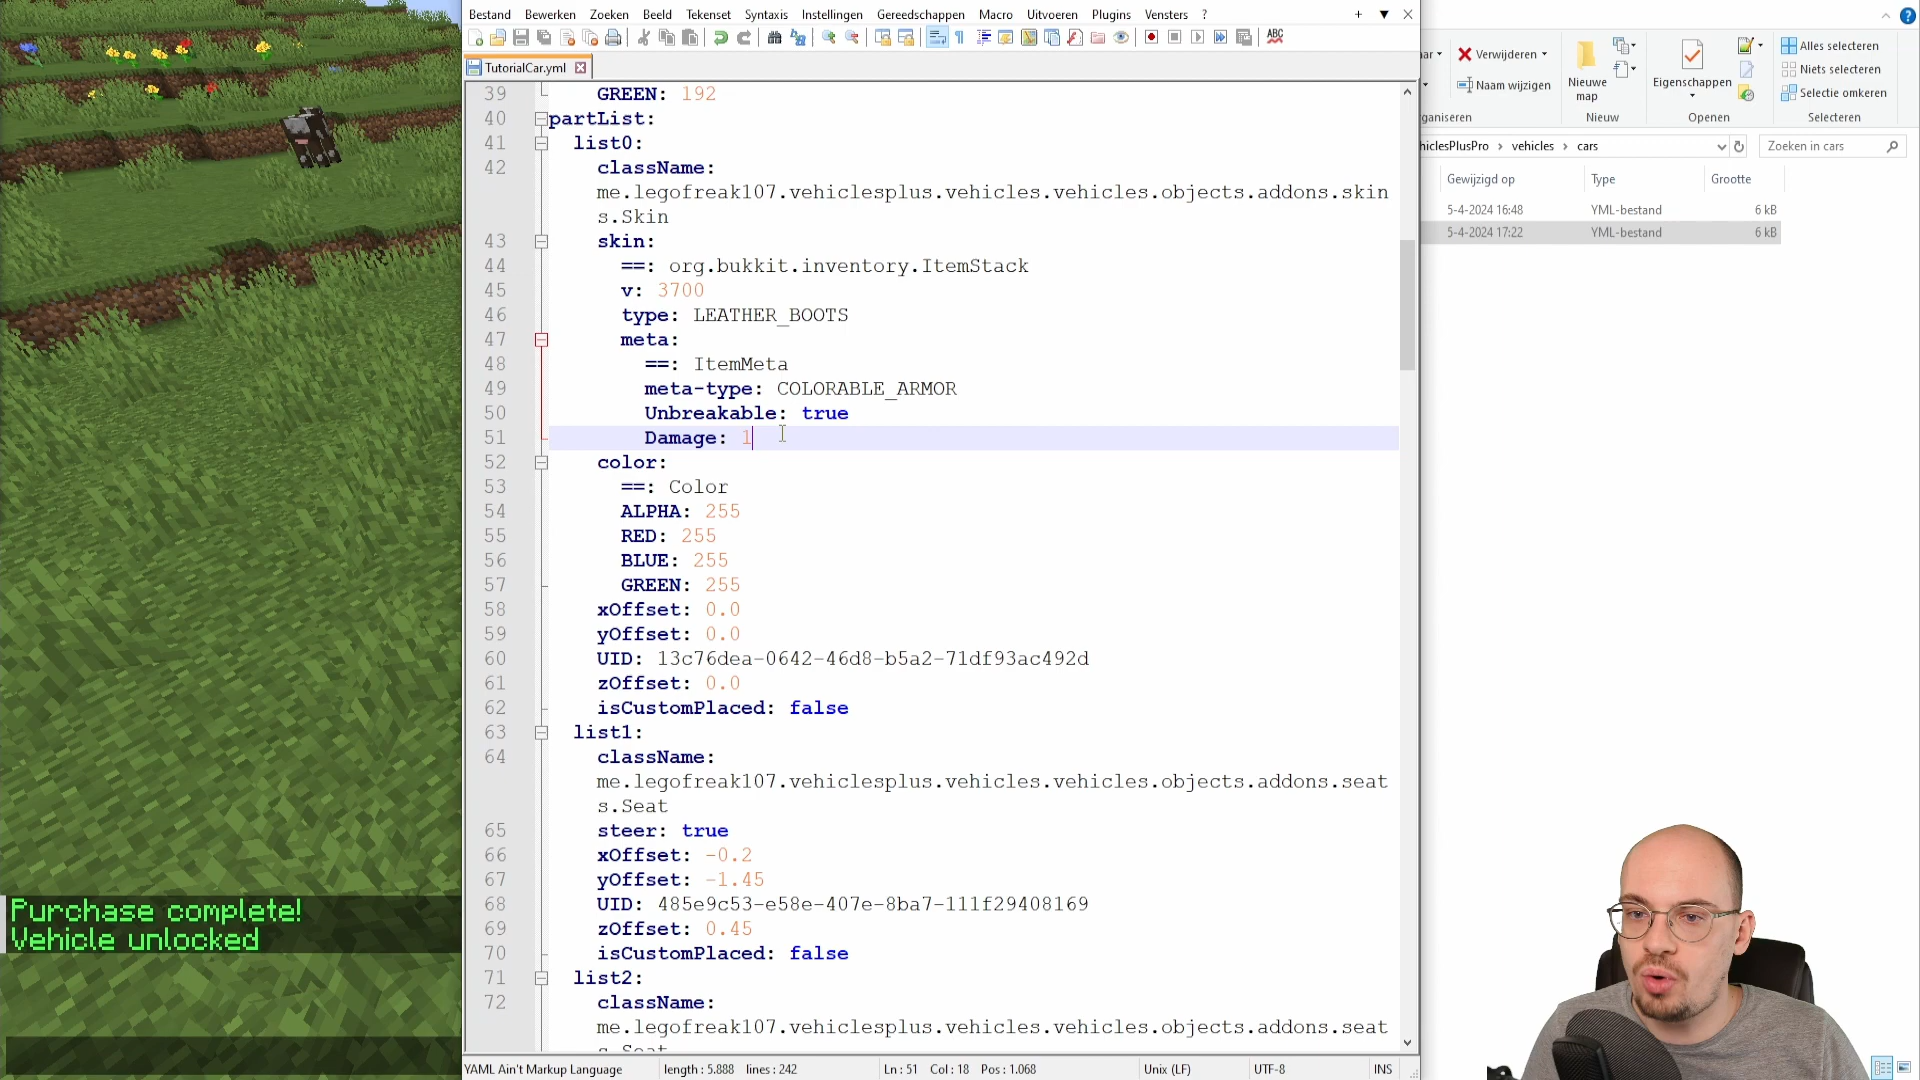 Bestand Bewerken Zoeken Beeld Tekenset Syntaxis Instellingen Gereedschappen Macro Uitvoeren Plugins Vensters ?
TutorialCar.yml
39 GREEN: 192
40 partList:
41 list0:
42 className:
me.legofreak107.vehiclesplus.vehicles.vehicles.objects.addons.skin
s.Skin
43 skin:
44 ==: org.bukkit.inventory.ItemStack
45 v: 3700
46 type: LEATHER_BOOTS
47 meta:
48 ==: ItemMeta
49 meta-type: COLORABLE_ARMOR
50 Unbreakable: true
51 Damage: 1
52 color:
53 ==: Color
54 ALPHA: 255
55 RED: 255
56 BLUE: 255
57 GREEN: 255
58 xOffset: 0.0
59 yOffset: 0.0
60 UID: 13c76dea-0642-46d8-b5a2-71df93ac492d
61 zOffset: 0.0
62 isCustomPlaced: false
63 list1:
64 className:
me.legofreak107.vehiclesplus.vehicles.vehicles.objects.addons.seat
s.Seat
65 steer: true
66 xOffset: -0.2
67 yOffset: -1.45
68 UID: 485e9c53-e58e-407e-8ba7-111f29408169
69 zOffset: 0.45
70 isCustomPlaced: false
71 list2:
72 className:
me.legofreak107.vehiclesplus.vehicles.vehicles.objects.addons.seat
s.Seat
YAML Ain't Markup Language length : 5.888 lines : 242 Ln : 51 Col : 18 Pos : 1.068 Unix (LF) UTF-8 INS
Verwijderen
Naam wijzigen
Nieuwe
map
Eigenschappen
Alles selecteren
Niets selecteren
Selectie omkeren
ganiseren Nieuw Openen Selecteren
hiclesPlusPro > vehicles > cars
Zoeken in cars
Gewijzigd op Type Grootte
5-4-2024 16:48 YML-bestand 6 kB
5-4-2024 17:22 YML-bestand 6 kB
Purchase complete!
Vehicle unlocked